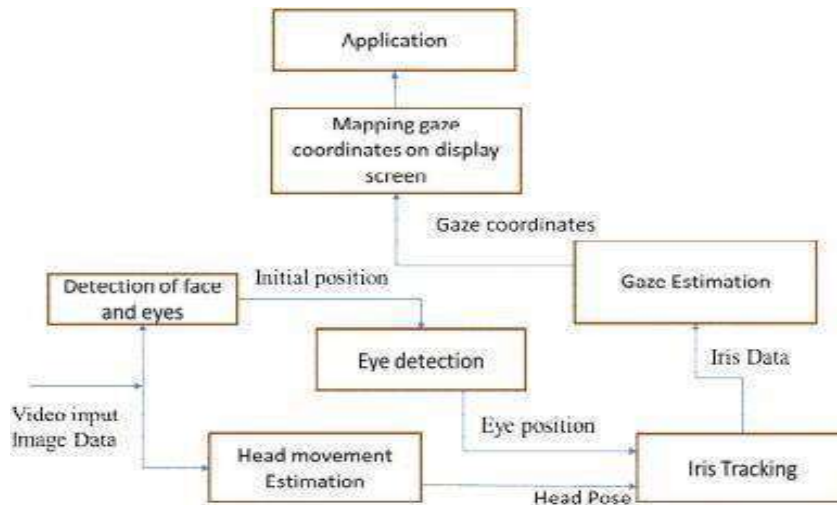 Application
Mapping gaze
coordinates on display
screen
Gaze coordinates
Detection of face
and eyes
Initial position
Gaze Estimation
Eye detection
Iris Data
Video input
Image Data
Eye position
Head movement
Estimation
Iris Tracking
Head Pose